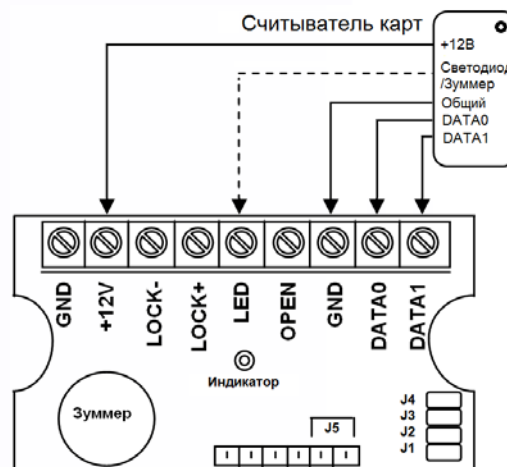 Считыватель карт
+12В
Светодиод
/Зуммер
Общий
DATA0
DATA1
GND
+12V
LOCK-
LOCK+
LED
OPEN
GND
DATA0
DATA1
Индикатор
Зуммер
J5
J4
J3
J2
J1